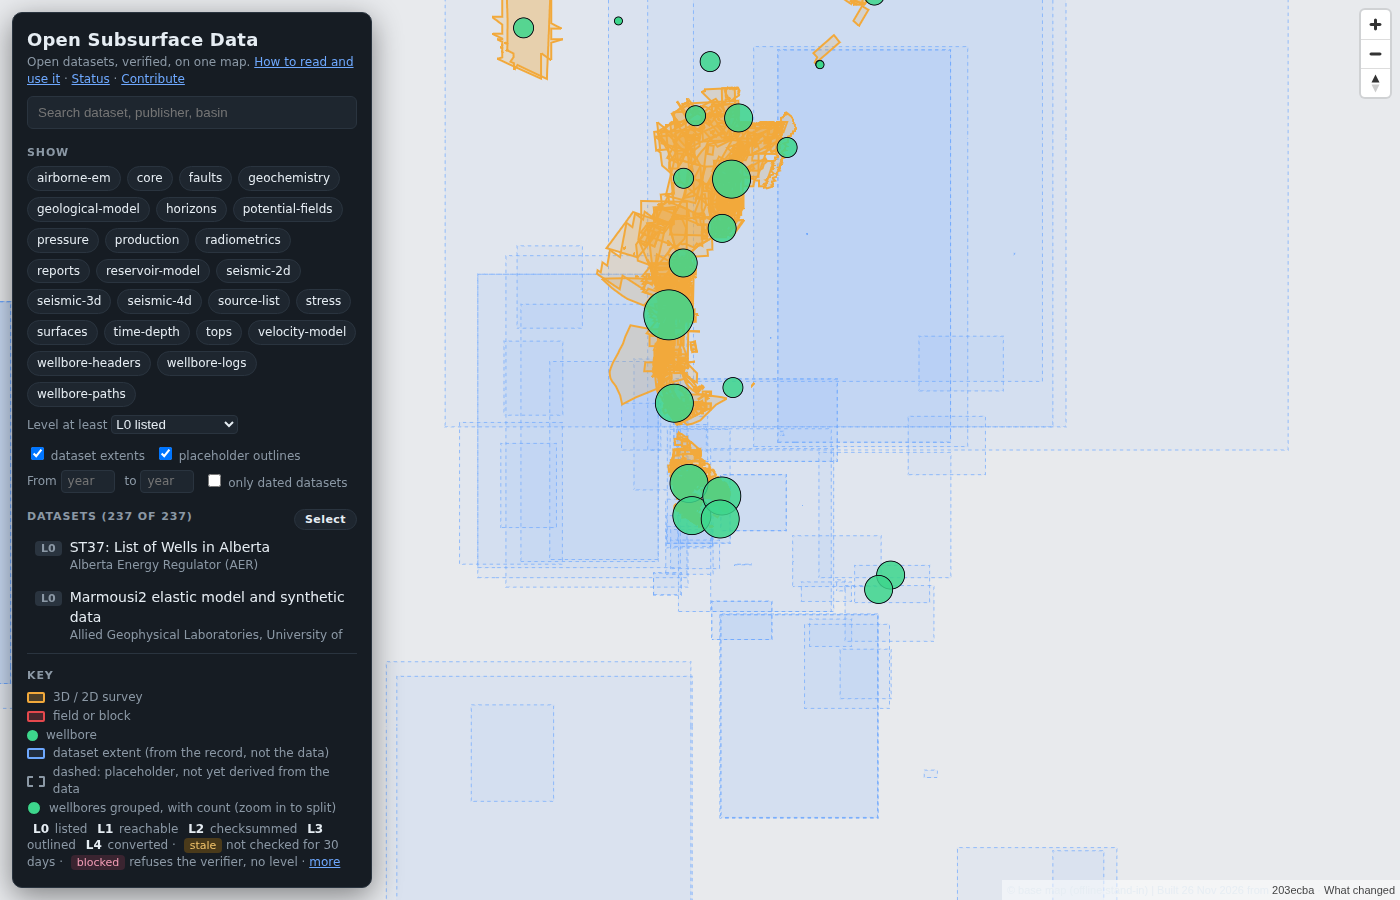 Open Subsurface Data
Open datasets, verified, on one map. How to read and
use it · Status · Contribute
Search dataset, publisher, basin
SHOW
airborne-em core faults geochemistry
geological-model horizons potential-fields
pressure production radiometrics
reports reservoir-model seismic-2d
seismic-3d seismic-4d source-list stress
surfaces time-depth tops velocity-model
wellbore-headers wellbore-logs
wellbore-paths
Level at least L0 listed
dataset extents placeholder outlines
From year to year only dated datasets
DATASETS (237 OF 237) Select
L0 ST37: List of Wells in Alberta
Alberta Energy Regulator (AER)
L0 Marmousi2 elastic model and synthetic
data
Allied Geophysical Laboratories, University of
KEY
3D / 2D survey
field or block
wellbore
dataset extent (from the record, not the data)
dashed: placeholder, not yet derived from the
data
wellbores grouped, with count (zoom in to split)
L0 listed L1 reachable L2 checksummed L3
outlined L4 converted · stale not checked for 30
days · blocked refuses the verifier, no level · more
203ecba What changed